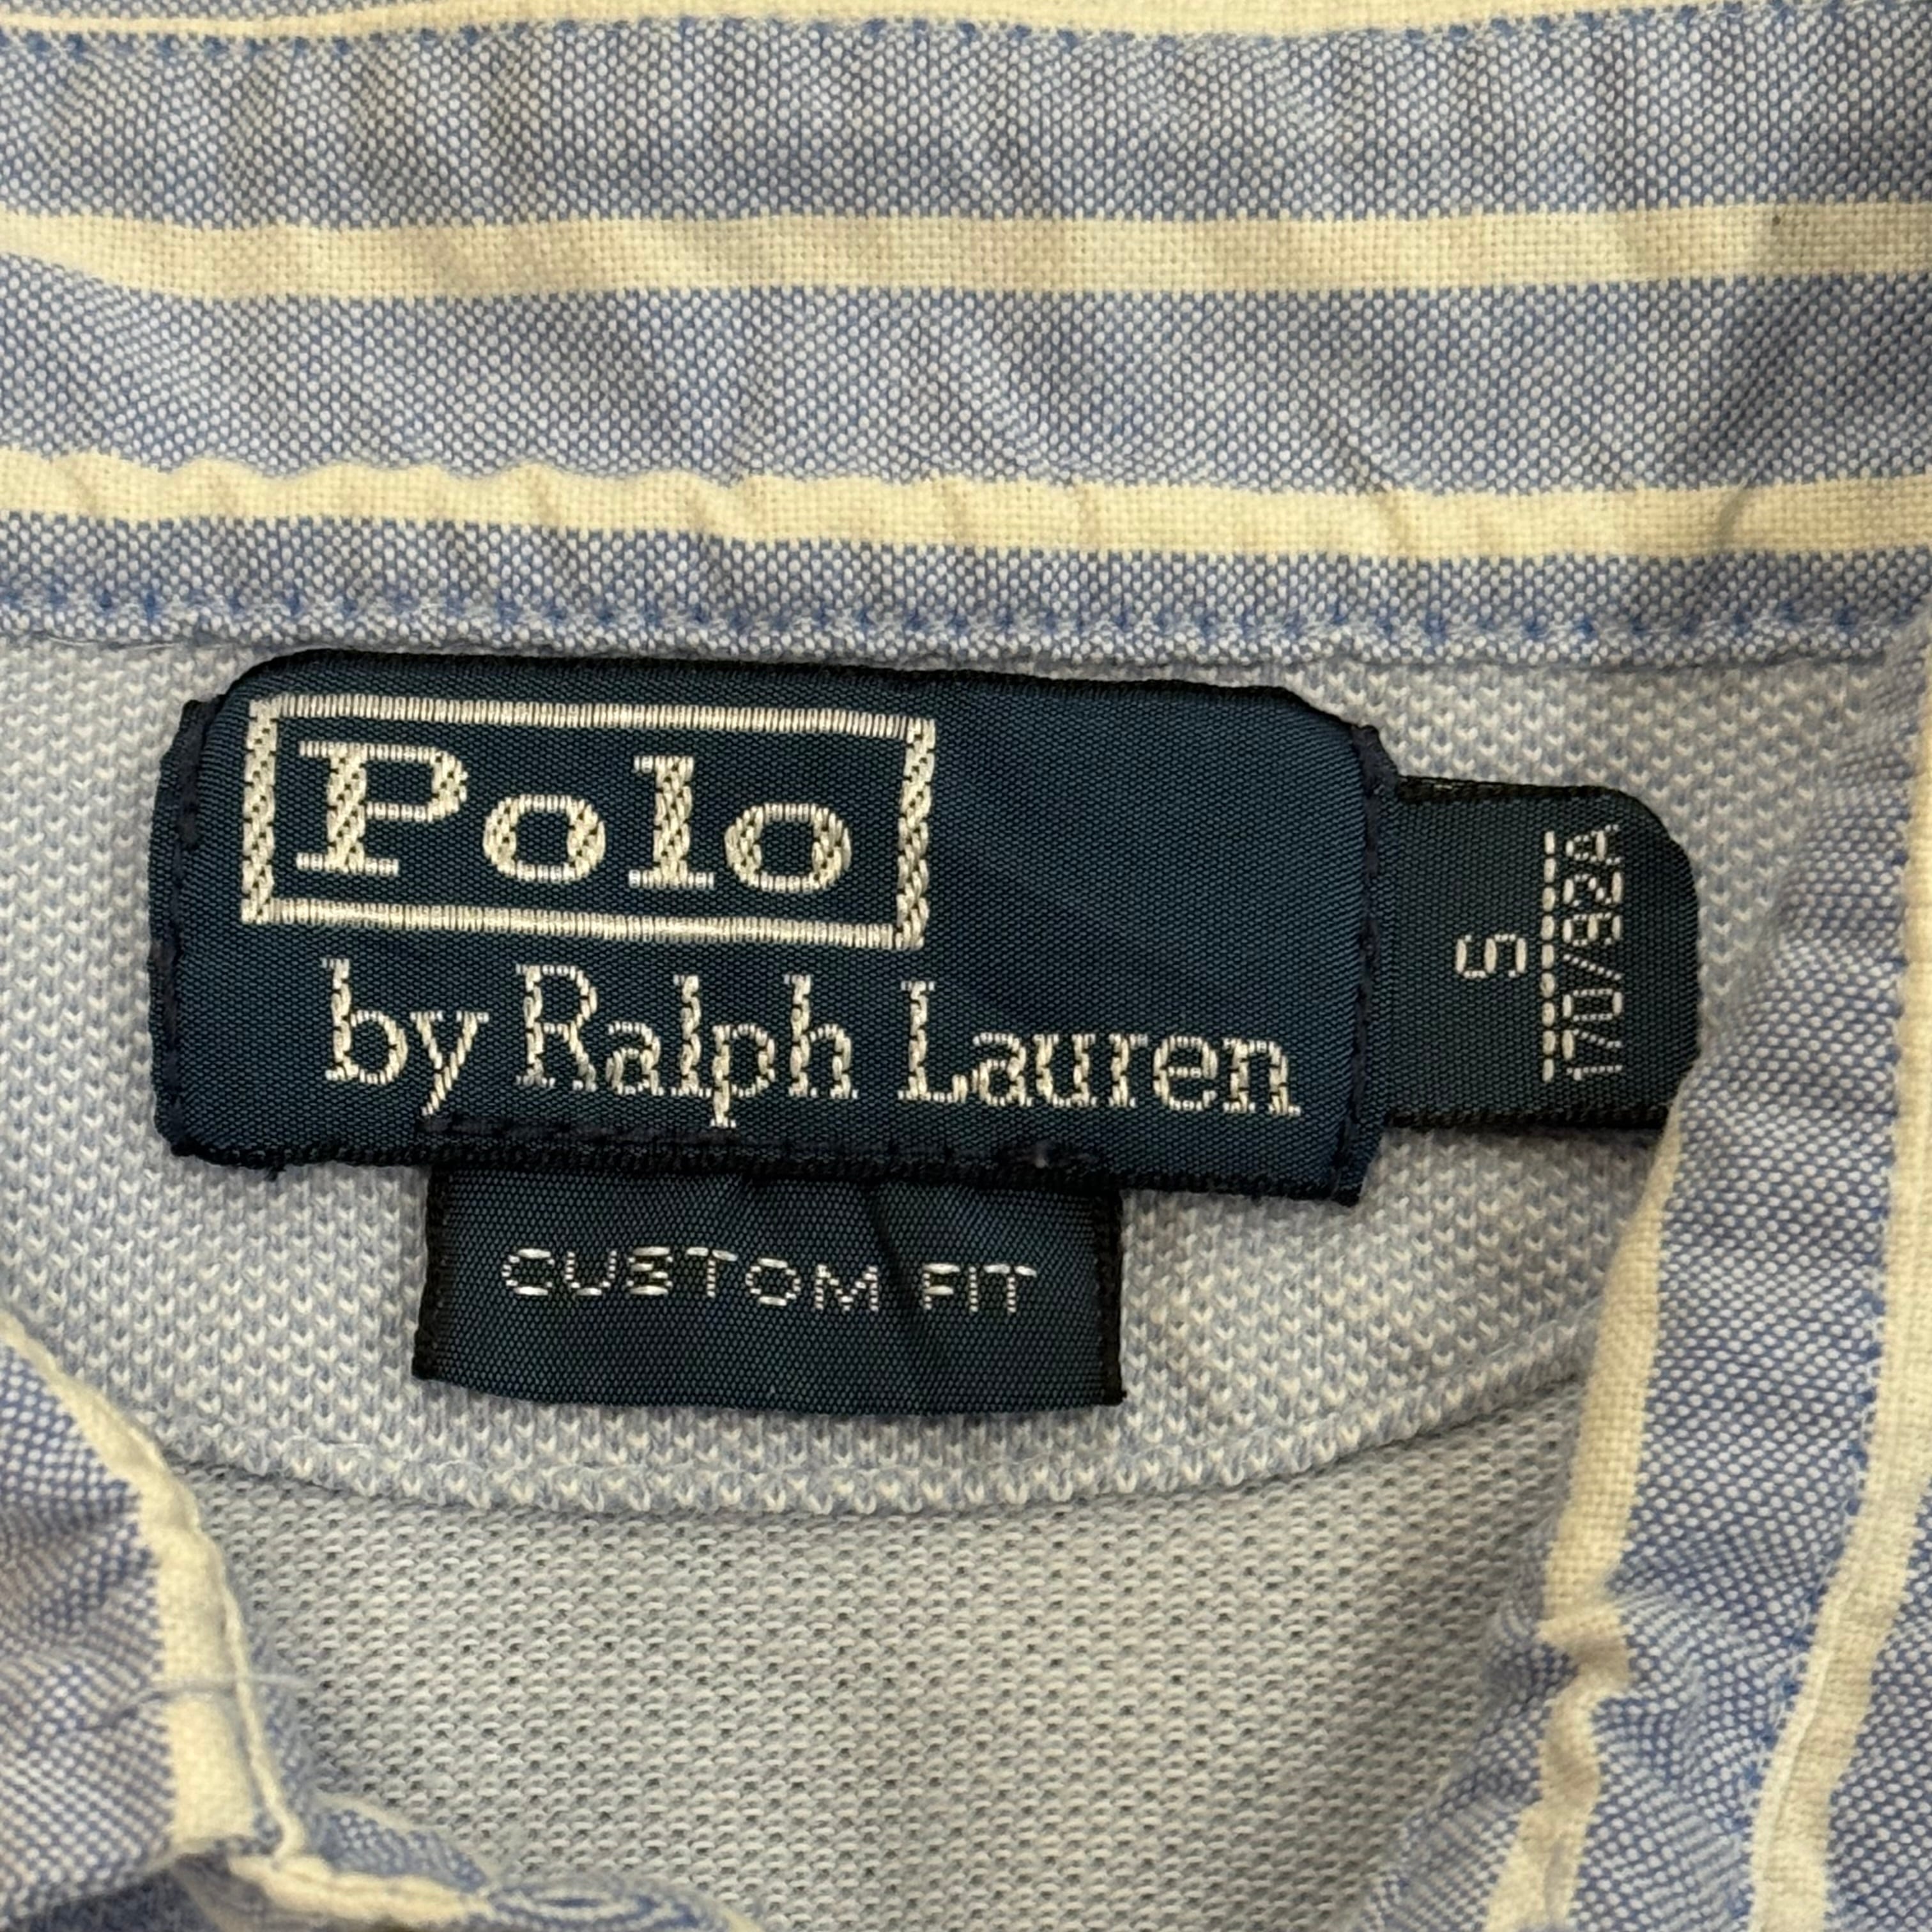 Polo
by Ralph Lauren
CUSTOM FIT
S
170/92A